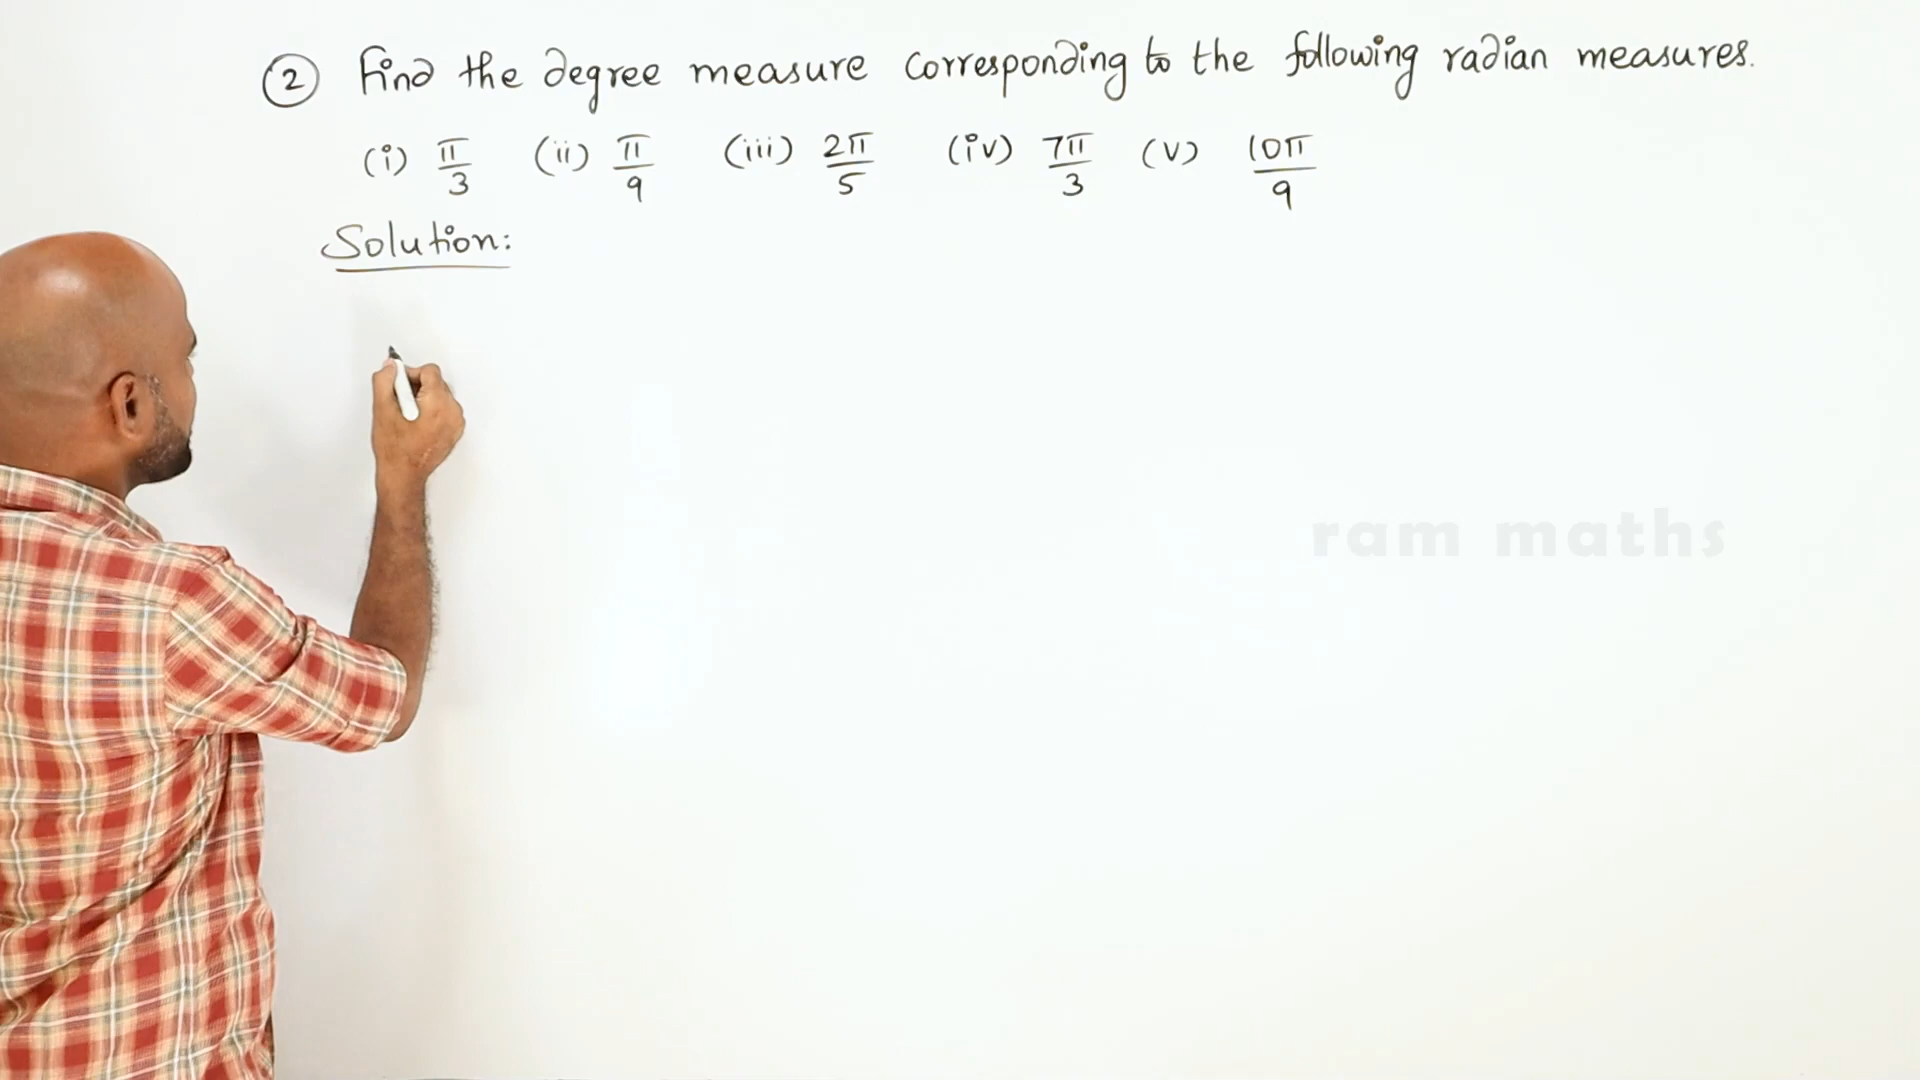 ② Find the degree measure corresponding to the following radian measures.
(i) π/3 (ii) π/9 (iii) 2π/5 (iv) 7π/3 (v) 10π/9
Solution:
ram maths